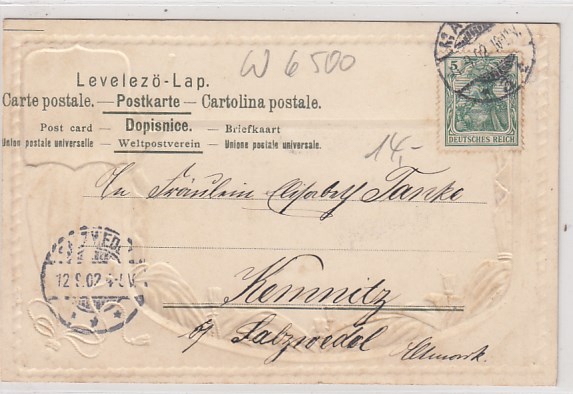 W 6500
Levelezö-Lap.
Carte postale. — Postkarte — Cartolina postale.
Post card — Dopisnice. — Briefkaart
Union postale universelle — Weltpostverein — Unione postale universale.
5
DEUTSCHES REICH
14,-
An Fräulein Elisabeth Tanke
Kemnitz
b/ Salzwedel Altmark.
12 9.02